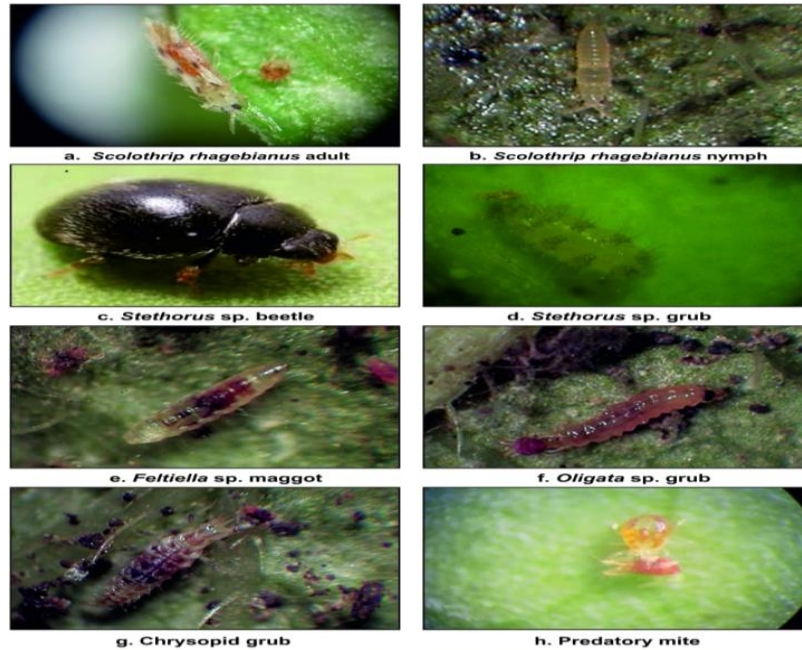 a. Scolothrip rhagebianus adult
b. Scolothrip rhagebianus nymph
c. Stethorus sp. beetle
d. Stethorus sp. grub
e. Feltiella sp. maggot
f. Oligata sp. grub
g. Chrysopid grub
h. Predatory mite